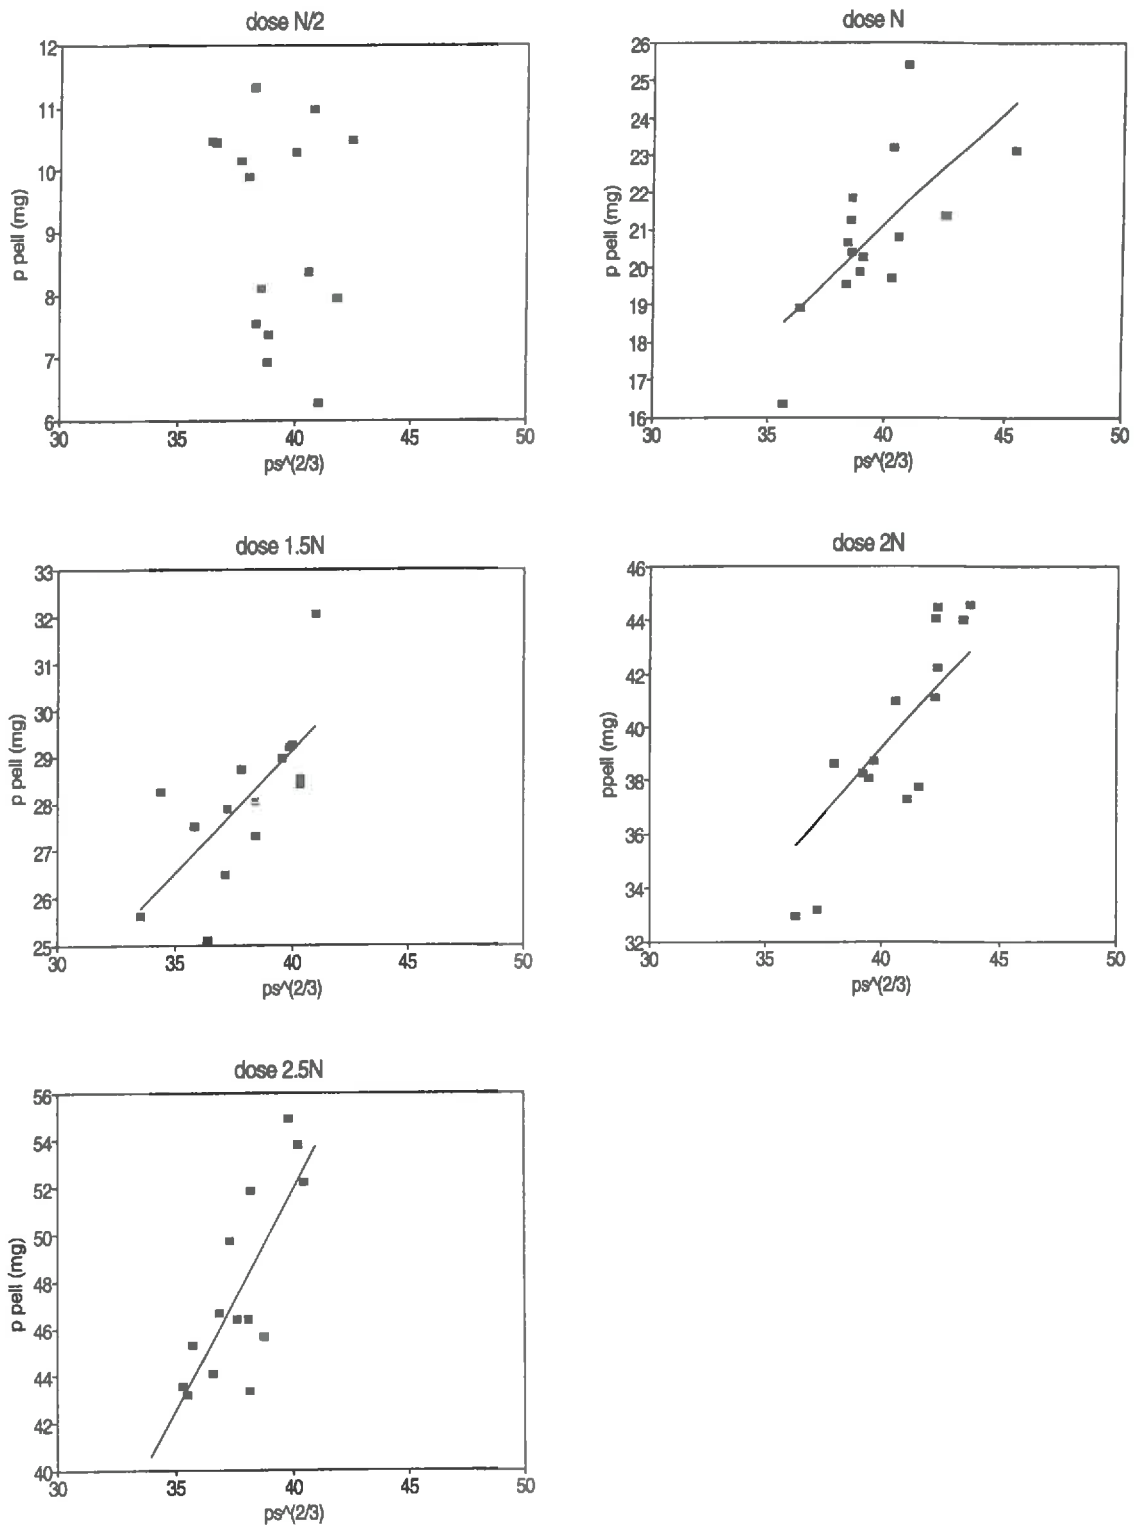 dose N/2
12
11
10
9
8
7
6
p pell (mg)
30 35 40 45 50
ps^(2/3)
dose N
26
25
24
23
22
21
20
19
18
17
16
p pell (mg)
30 35 40 45 50
ps^(2/3)
dose 1.5N
33
32
31
30
29
28
27
26
25
p pell (mg)
30 35 40 45 50
ps^(2/3)
dose 2N
46
44
42
40
38
36
34
32
ppell (mg)
30 35 40 45 50
ps^(2/3)
dose 2.5N
56
54
52
50
48
46
44
42
40
p pell (mg)
30 35 40 45 50
ps^(2/3)